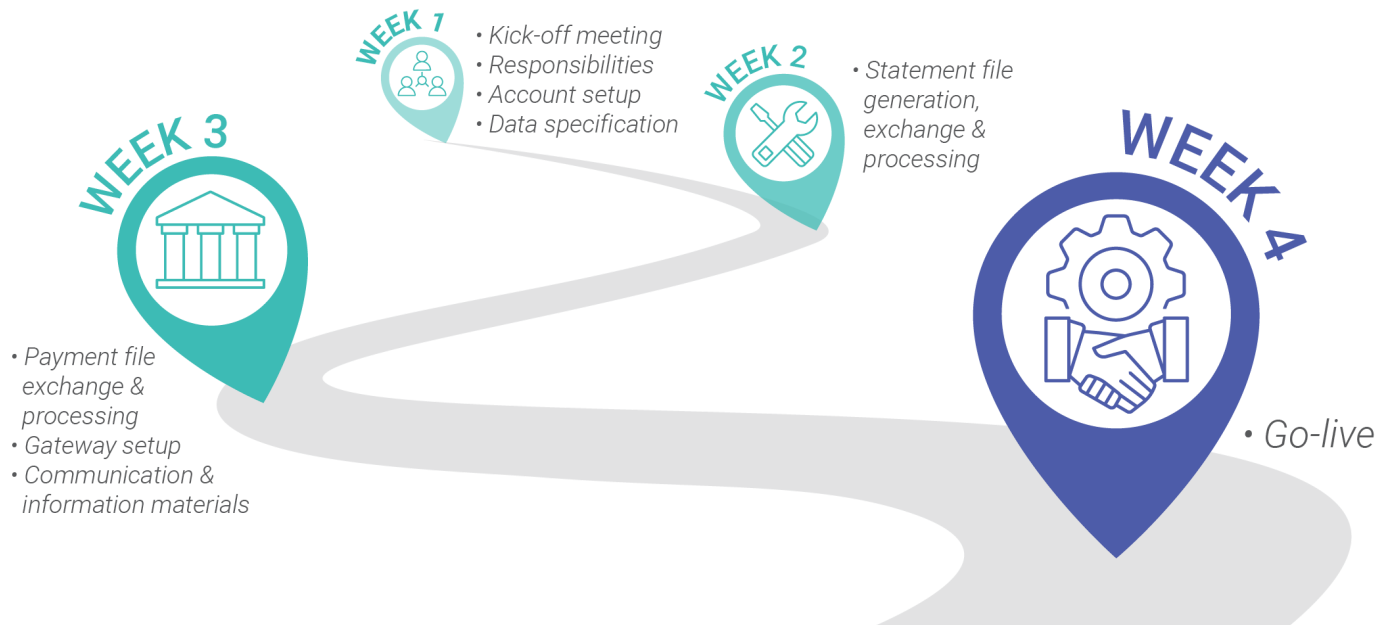 WEEK 1
• Kick-off meeting
• Responsibilities
• Account setup
• Data specification
WEEK 2
• Statement file
generation,
exchange &
processing
WEEK 3
• Payment file
exchange &
processing
• Gateway setup
• Communication &
information materials
WEEK 4
• Go-live